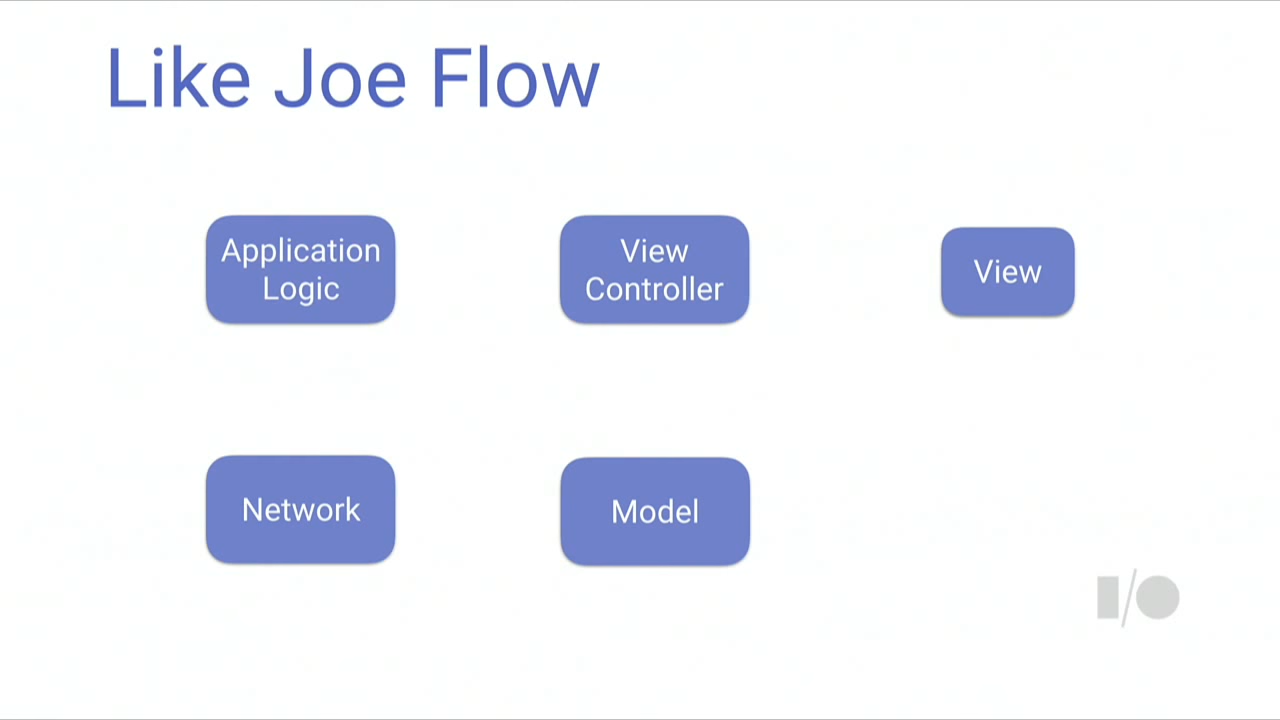 Like Joe Flow
Application
Logic
View
Controller
View
Network
Model
I/O